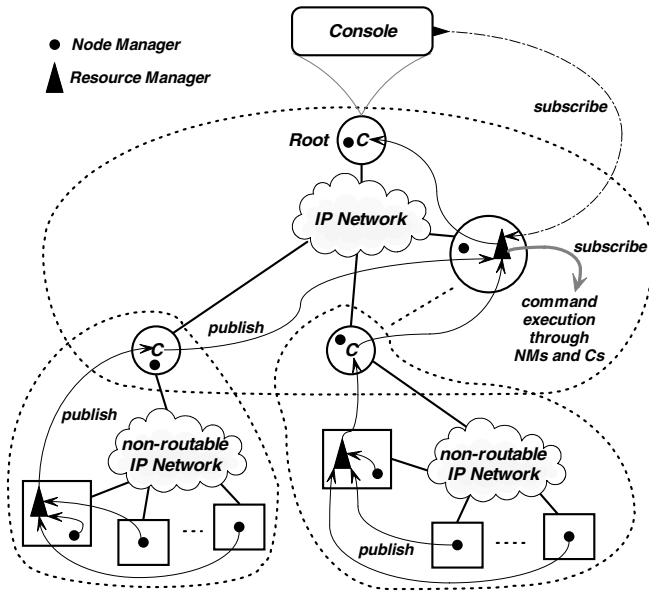 Console
Node Manager
Resource Manager
subscribe
Root
C
IP Network
subscribe
publish
command
execution
through
NMs and Cs
C
C
publish
non-routable
IP Network
non-routable
IP Network
publish